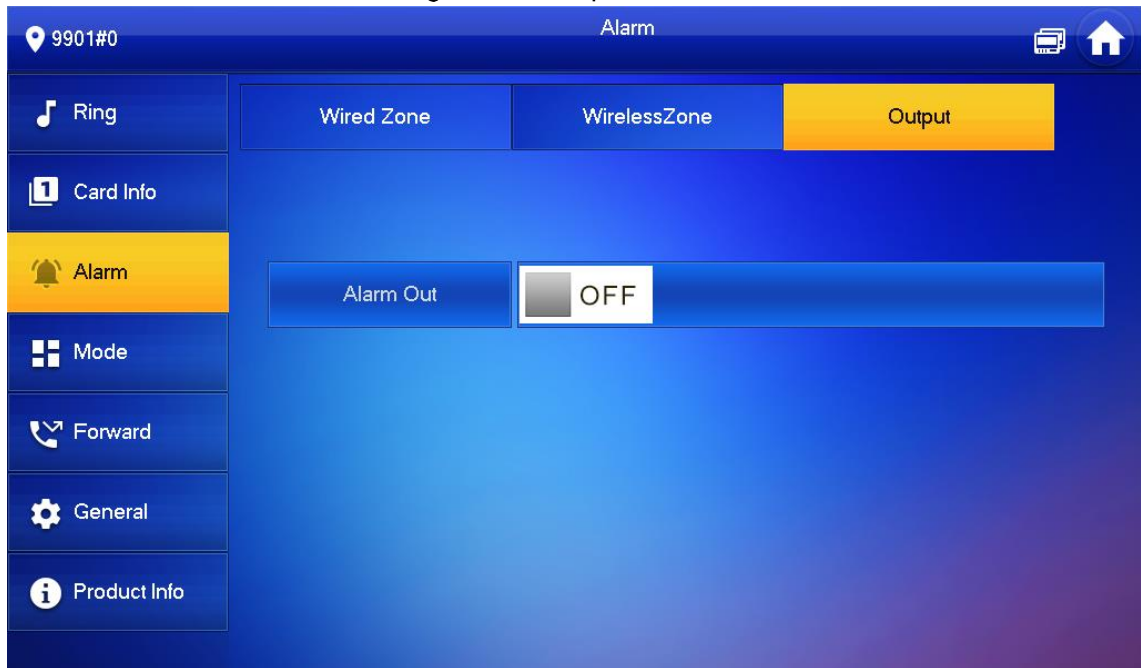 9901#0
Alarm
Ring
Wired Zone
WirelessZone
Output
1
Card Info
Alarm
Alarm Out
OFF
Mode
Forward
General
Product Info